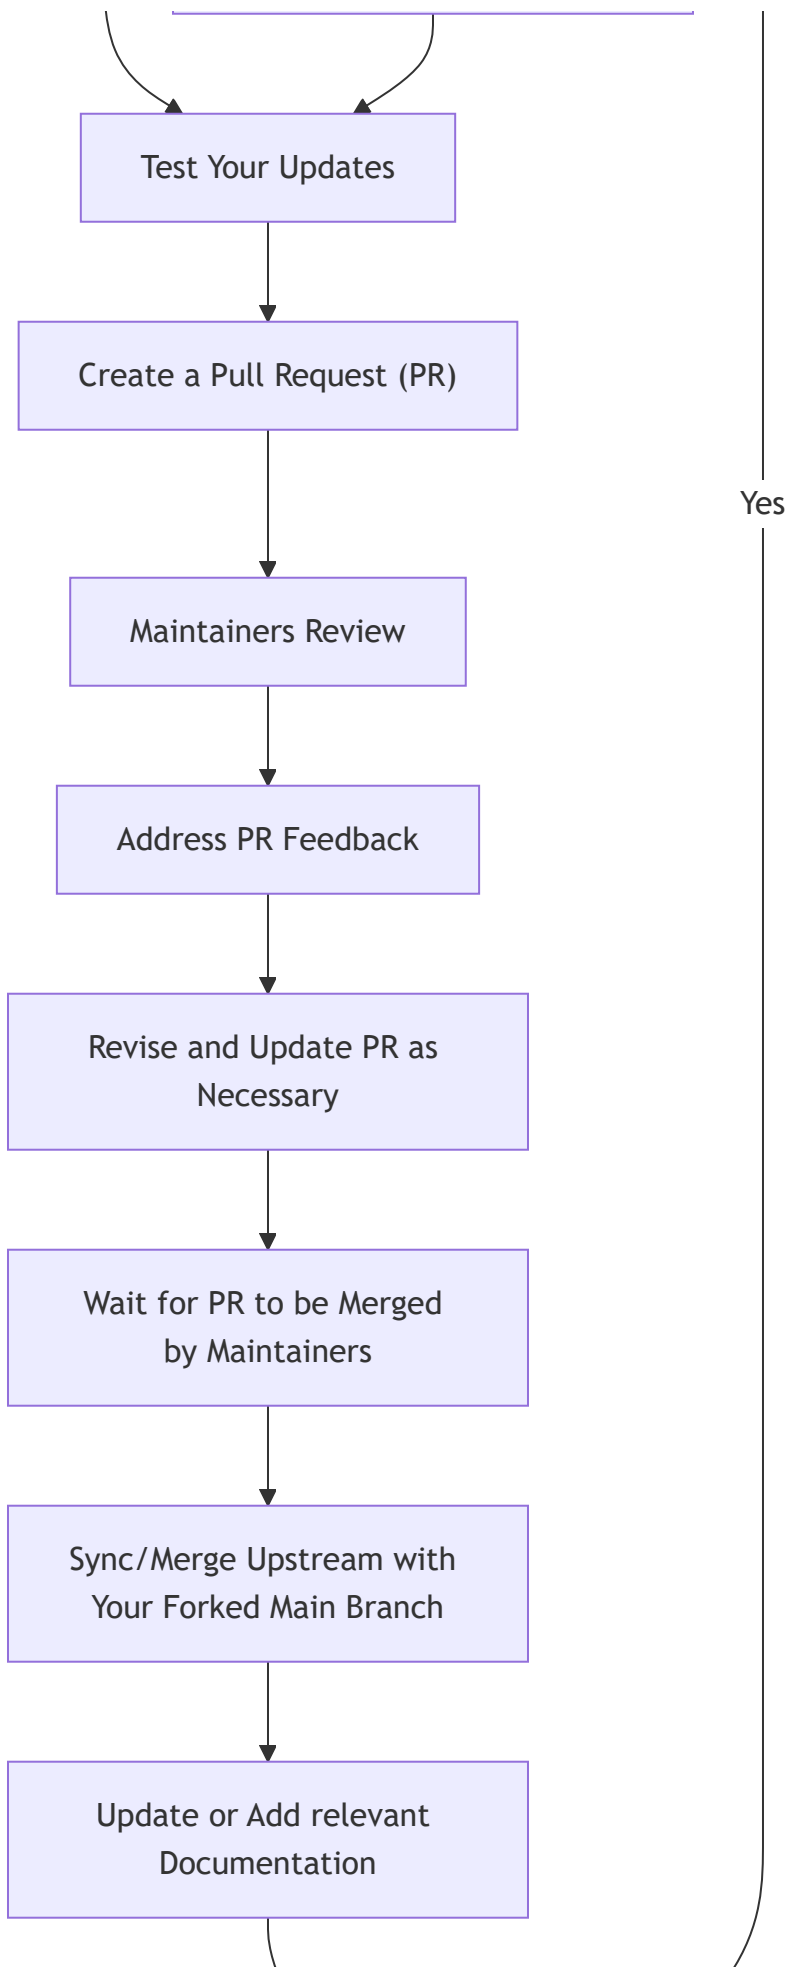 Test Your Updates
Create a Pull Request (PR)
Yes
Maintainers Review
Address PR Feedback
Revise and Update PR as
Necessary
Wait for PR to be Merged
by Maintainers
Sync/Merge Upstream with
Your Forked Main Branch
Update or Add relevant
Documentation